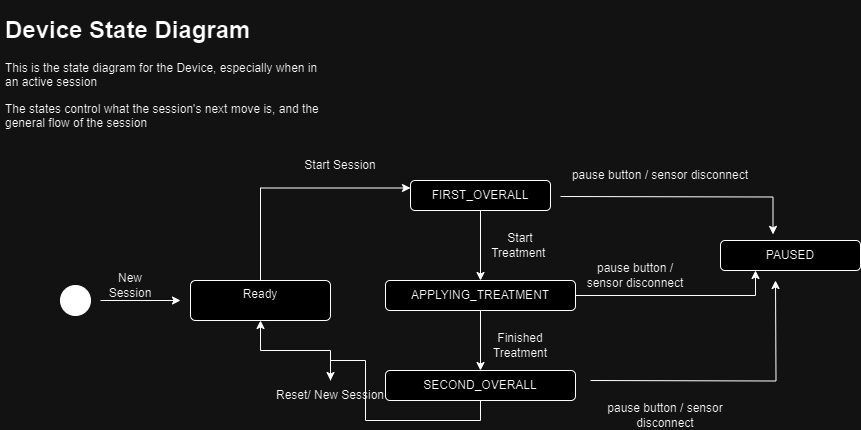 Device State Diagram
This is the state diagram for the Device, especially when in
an active session
The states control what the session's next move is, and the
general flow of the session
Start Session
pause button / sensor disconnect
FIRST_OVERALL
Start
Treatment
PAUSED
pause button /
sensor disconnect
New
Session
Ready
APPLYING_TREATMENT
Finished
Treatment
Reset/ New Session
SECOND_OVERALL
pause button / sensor
disconnect